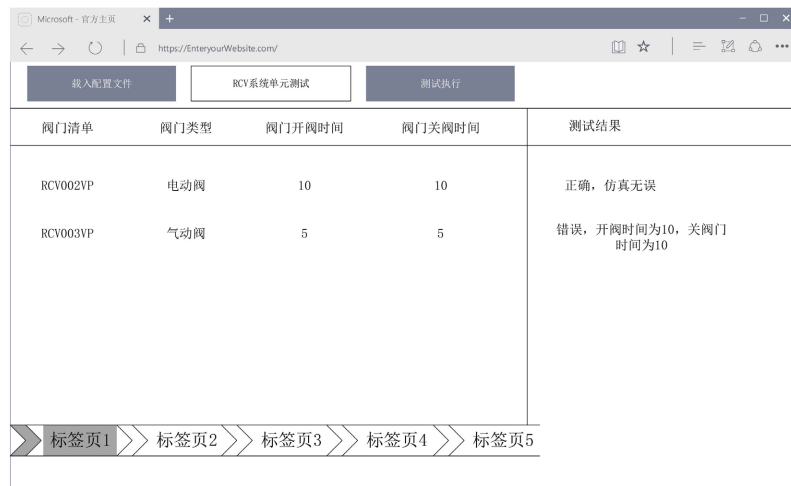 Microsoft - 官方主页
https://EnteryourWebsite.com/
载入配置文件 RCV系统单元测试 测试执行
阀门清单 阀门类型 阀门开阀时间 阀门关阀时间 测试结果
RCV002VP 电动阀 10 10 正确，仿真无误
RCV003VP 气动阀 5 5 错误，开阀时间为10，关阀门
时间为10
标签页1 标签页2 标签页3 标签页4 标签页5